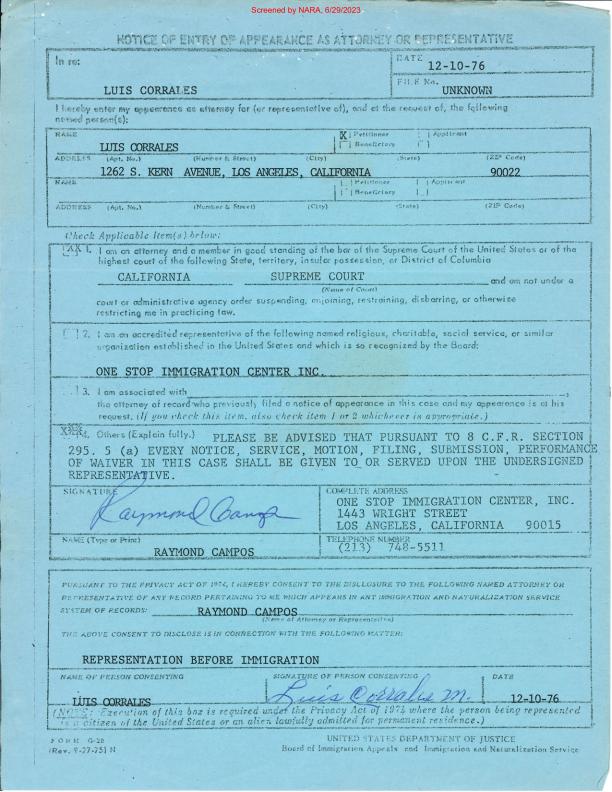 Screened by NARA, 6/29/2023
NOTICE OF ENTRY OF APPEARANCE AS ATTORNEY OR REPRESENTATIVE
In re:
DATE
12-10-76
LUIS CORRALES
FILE No.
UNKNOWN
I hereby enter my appearance as attorney for (or representative of), and at the request of, the following
named person(s):
NAME
X Petitioner [ ] Applicant
[ ] Beneficiary [ ]
LUIS CORRALES
ADDRESS (Apt. No.) (Number & Street) (City) (State) (ZIP Code)
1262 S. KERN AVENUE, LOS ANGELES, CALIFORNIA 90022
NAME
[ ] Petitioner [ ] Applicant
[ ] Beneficiary [ ]
ADDRESS (Apt. No.) (Number & Street) (City) (State) (ZIP Code)
Check Applicable Item(s) below:
[XX] 1. I am an attorney and a member in good standing of the bar of the Supreme Court of the United States or of the
highest court of the following State, territory, insular possession, or District of Columbia
CALIFORNIA SUPREME COURT and am not under a
(Name of Court)
court or administrative agency order suspending, enjoining, restraining, disbarring, or otherwise
restricting me in practicing law.
[ ] 2. I am an accredited representative of the following named religious, charitable, social service, or similar
organization established in the United States and which is so recognized by the Board:
ONE STOP IMMIGRATION CENTER INC.
[ ] 3. I am associated with
the attorney of record who previously filed a notice of appearance in this case and my appearance is at his
request. (If you check this item, also check item 1 or 2 whichever is appropriate.)
4. Others (Explain fully.) PLEASE BE ADVISED THAT PURSUANT TO 8 C.F.R. SECTION
295. 5 (a) EVERY NOTICE, SERVICE, MOTION, FILING, SUBMISSION, PERFORMANCE
OF WAIVER IN THIS CASE SHALL BE GIVEN TO OR SERVED UPON THE UNDERSIGNED
REPRESENTATIVE.
SIGNATURE
Raymond Campos
COMPLETE ADDRESS
ONE STOP IMMIGRATION CENTER, INC.
1443 WRIGHT STREET
LOS ANGELES, CALIFORNIA 90015
NAME (Type or Print)
RAYMOND CAMPOS
TELEPHONE NUMBER
(213) 748-5511
PURSUANT TO THE PRIVACY ACT OF 1974, I HEREBY CONSENT TO THE DISCLOSURE TO THE FOLLOWING NAMED ATTORNEY OR
REPRESENTATIVE OF ANY RECORD PERTAINING TO ME WHICH APPEARS IN ANY IMMIGRATION AND NATURALIZATION SERVICE
SYSTEM OF RECORDS: RAYMOND CAMPOS
(Name of Attorney or Representative)
THE ABOVE CONSENT TO DISCLOSE IS IN CONNECTION WITH THE FOLLOWING MATTER:
REPRESENTATION BEFORE IMMIGRATION
NAME OF PERSON CONSENTING
LUIS CORRALES
SIGNATURE OF PERSON CONSENTING
Luis Corrales M.
DATE
12-10-76
(NOTE: Execution of this box is required under the Privacy Act of 1974 where the person being represented
is a citizen of the United States or an alien lawfully admitted for permanent residence.)
FORM G-28
(Rev. 9-27-75) N
UNITED STATES DEPARTMENT OF JUSTICE
Board of Immigration Appeals and Immigration and Naturalization Service